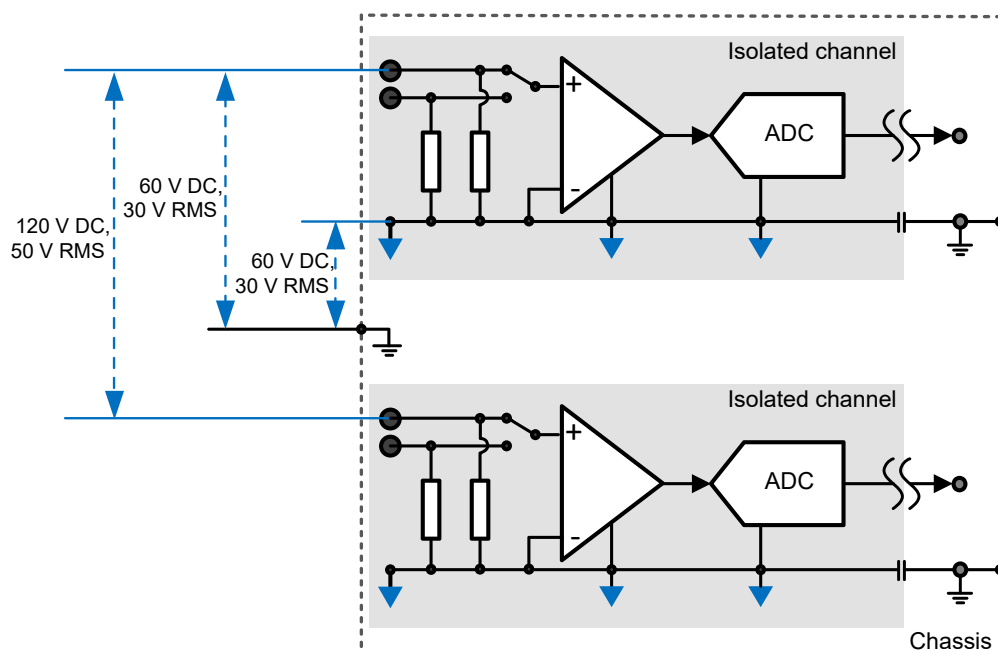 Isolated channel
+
-
ADC
60 V DC,
30 V RMS
120 V DC,
50 V RMS
60 V DC,
30 V RMS
Isolated channel
+
-
ADC
Chassis